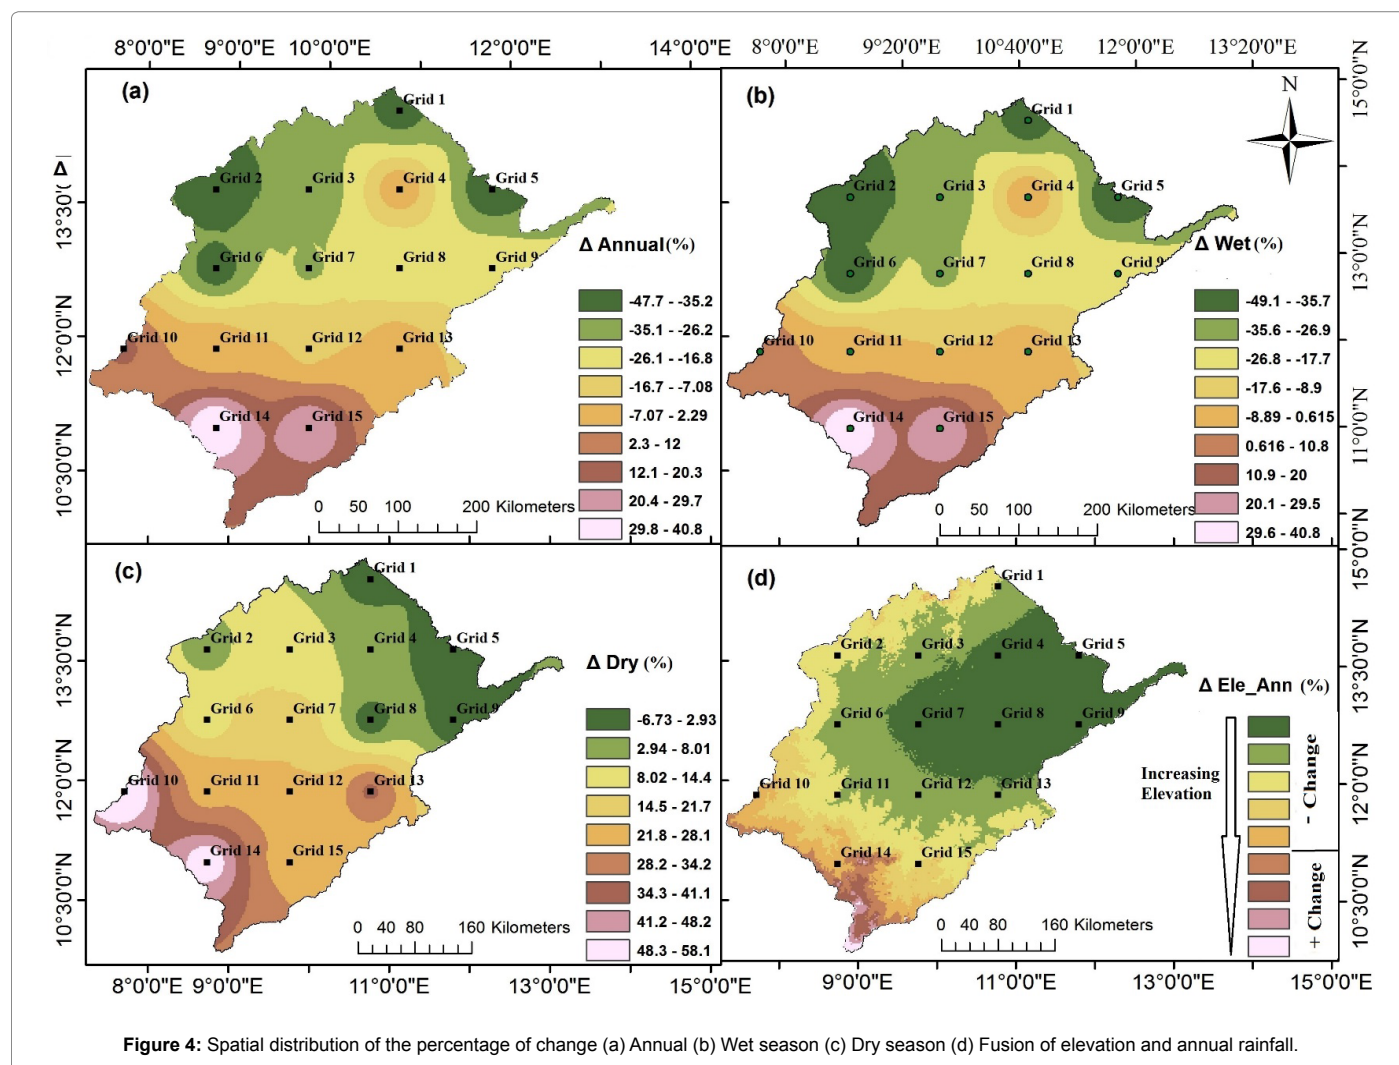 8°0'0"E 9°0'0"E 10°0'0"E 12°0'0"E 14°0'0"E
8°0'0"E 9°20'0"E 10°40'0"E 12°0'0"E 13°20'0"E
(a)
Grid 1
Grid 2 Grid 3 Grid 4 Grid 5
Grid 6 Grid 7 Grid 8 Grid 9
Grid 10 Grid 11 Grid 12 Grid 13
Grid 14 Grid 15
Δ
13°30'(
12°0'0"N
10°30'0"N
Δ Annual(%)
-47.7 - -35.2
-35.1 - -26.2
-26.1 - -16.8
-16.7 - -7.08
-7.07 - 2.29
2.3 - 12
12.1 - 20.3
20.4 - 29.7
29.8 - 40.8
0 50 100 200 Kilometers
(b)
N
Grid 1
Grid 2 Grid 3 Grid 4 Grid 5
Grid 6 Grid 7 Grid 8 Grid 9
Grid 10 Grid 11 Grid 12 Grid 13
Grid 14 Grid 15
Δ Wet(%)
-49.1 - -35.7
-35.6 - -26.9
-26.8 - -17.7
-17.6 - -8.9
-8.89 - 0.615
0.616 - 10.8
10.9 - 20
20.1 - 29.5
29.6 - 40.8
0 50 100 200 Kilometers
15°0'0"N
13°0'0"N
11°0'0"N
(c)
Grid 1
Grid 2 Grid 3 Grid 4 Grid 5
Grid 6 Grid 7 Grid 8 Grid 9
Grid 10 Grid 11 Grid 12 Grid 13
Grid 14 Grid 15
13°30'0"N
12°0'0"N
10°30'0"N
Δ Dry (%)
-6.73 - 2.93
2.94 - 8.01
8.02 - 14.4
14.5 - 21.7
21.8 - 28.1
28.2 - 34.2
34.3 - 41.1
41.2 - 48.2
48.3 - 58.1
0 40 80 160 Kilometers
(d)
Grid 1
Grid 2 Grid 3 Grid 4 Grid 5
Grid 6 Grid 7 Grid 8 Grid 9
Grid 10 Grid 11 Grid 12 Grid 13
Grid 14 Grid 15
Δ Ele_Ann (%)
Increasing
Elevation
- Change
+ Change
0 40 80 160 Kilometers
15°0'0"N
13°30'0"N
12°0'0"N
10°30'0"N
8°0'0"E 9°0'0"E 11°0'0"E 13°0'0"E 15°0'0"E
9°0'0"E 11°0'0"E 13°0'0"E 15°0'0"E
Figure 4: Spatial distribution of the percentage of change (a) Annual (b) Wet season (c) Dry season (d) Fusion of elevation and annual rainfall.